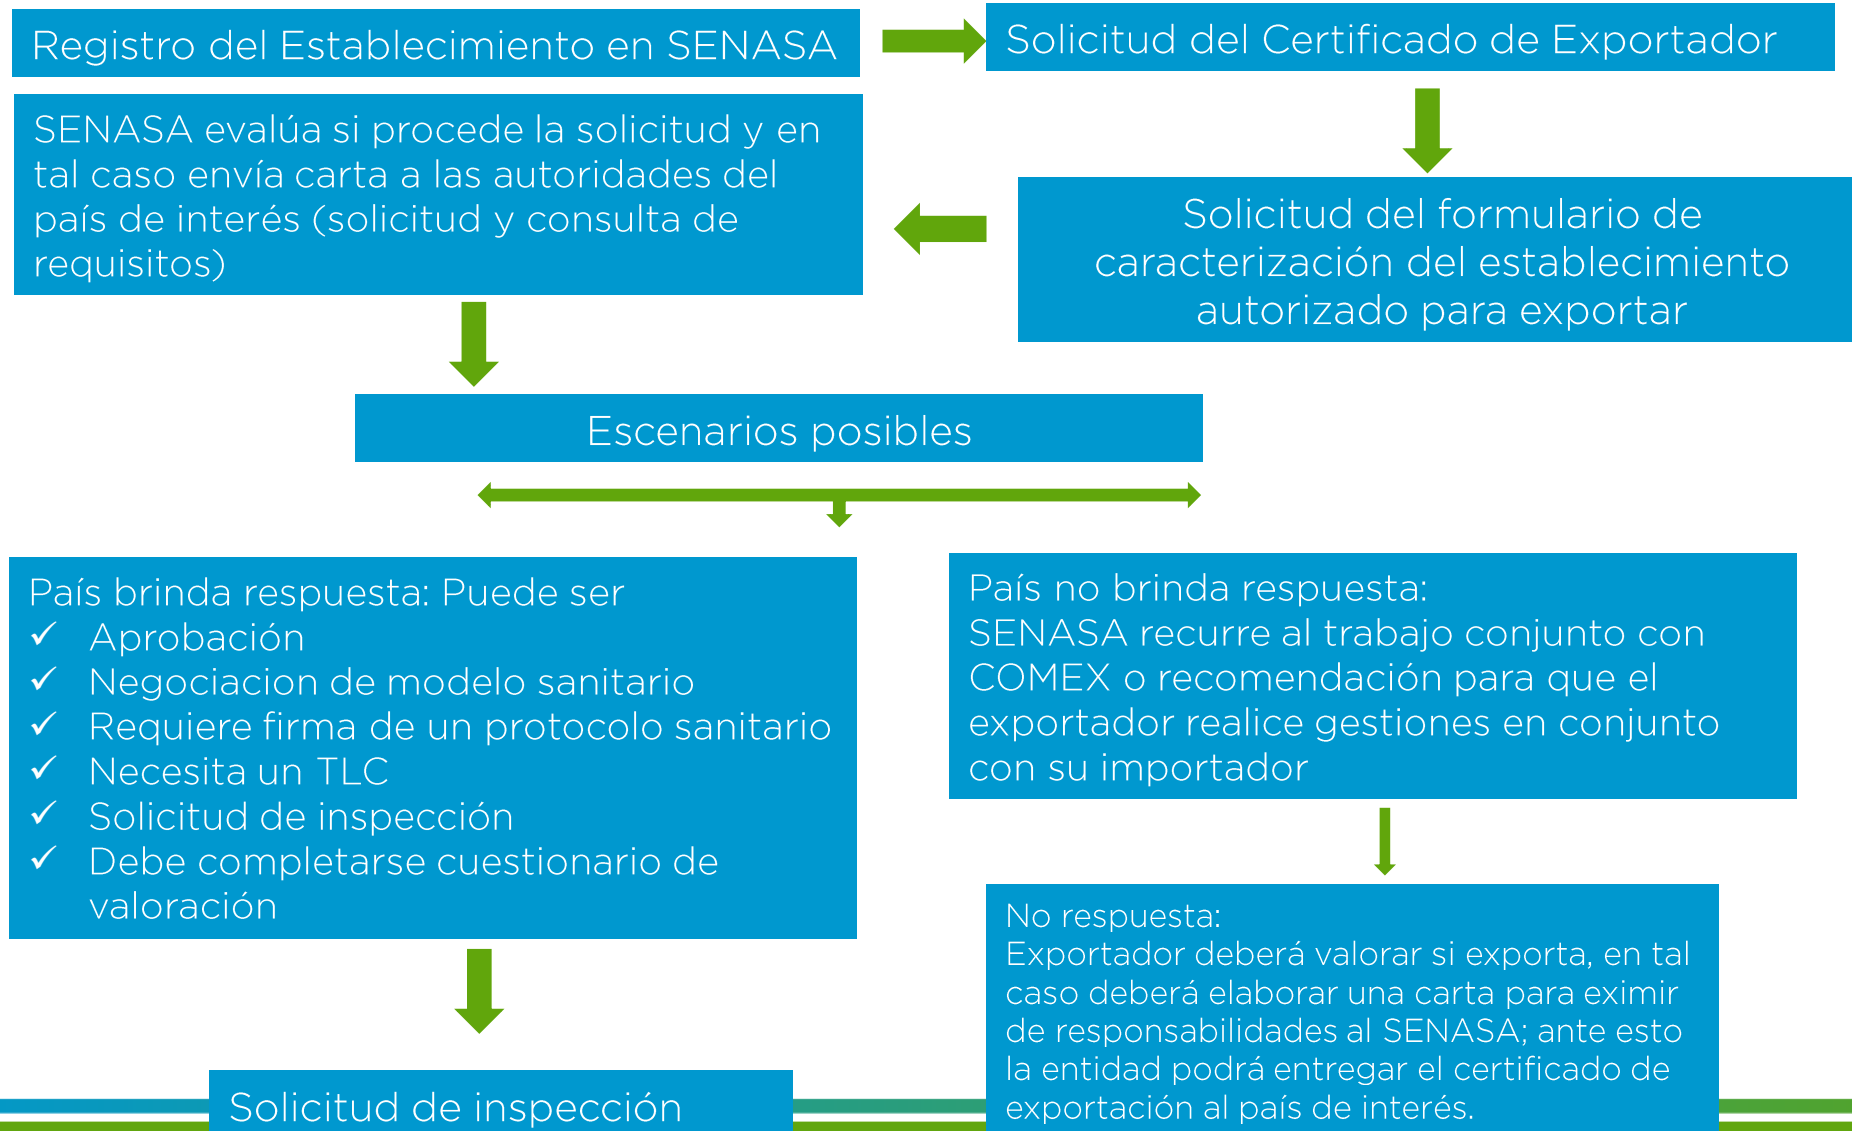 Registro del Establecimiento en SENASA
Solicitud del Certificado de Exportador
Solicitud del formulario de
caracterización del establecimiento
autorizado para exportar
SENASA evalúa si procede la solicitud y en
tal caso envía carta a las autoridades del
país de interés (solicitud y consulta de
requisitos)
Escenarios posibles
País brinda respuesta: Puede ser
✓ Aprobación
✓ Negociacion de modelo sanitario
✓ Requiere firma de un protocolo sanitario
✓ Necesita un TLC
✓ Solicitud de inspección
✓ Debe completarse cuestionario de
valoración
Solicitud de inspección
País no brinda respuesta:
SENASA recurre al trabajo conjunto con
COMEX o recomendación para que el
exportador realice gestiones en conjunto
con su importador
No respuesta:
Exportador deberá valorar si exporta, en tal
caso deberá elaborar una carta para eximir
de responsabilidades al SENASA; ante esto
la entidad podrá entregar el certificado de
exportación al país de interés.